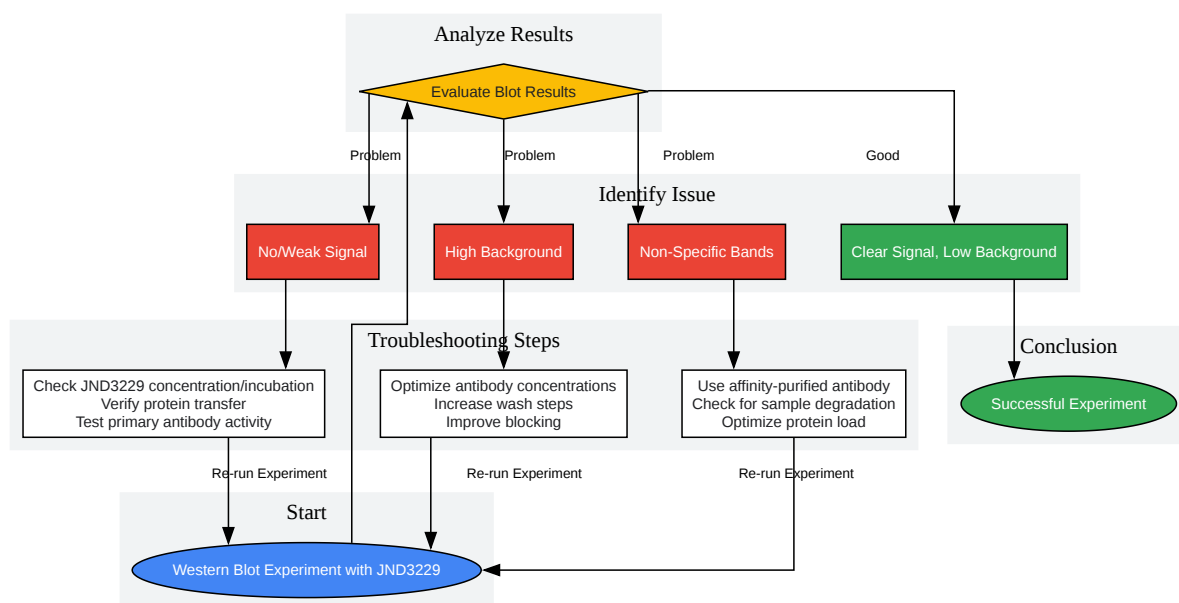 Analyze Results
Evaluate Blot Results
Problem
Problem
Problem
Good
Identify Issue
No/Weak Signal
High Background
Non-Specific Bands
Clear Signal, Low Background
Troubleshooting Steps
Check JND3229 concentration/incubation
Verify protein transfer
Test primary antibody activity
Optimize antibody concentrations
Increase wash steps
Improve blocking
Use affinity-purified antibody
Check for sample degradation
Optimize protein load
Conclusion
Successful Experiment
Re-run Experiment
Re-run Experiment
Re-run Experiment
Start
Western Blot Experiment with JND3229